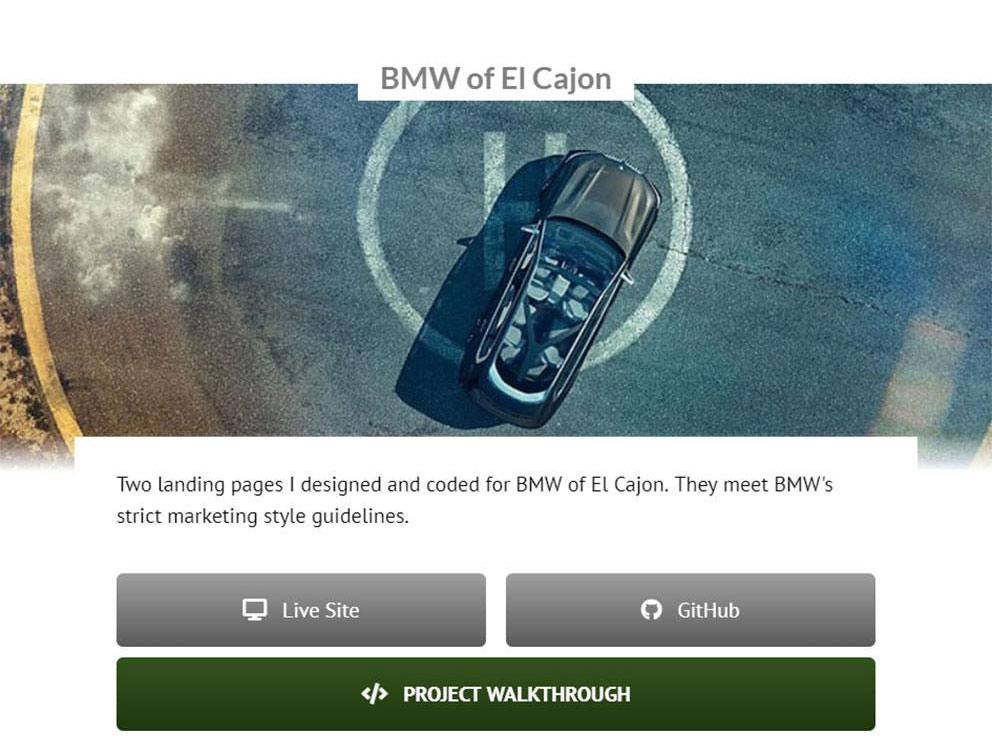 BMW of El Cajon
Two landing pages I designed and coded for BMW of El Cajon. They meet BMW's
strict marketing style guidelines.
Live Site
GitHub
</> PROJECT WALKTHROUGH